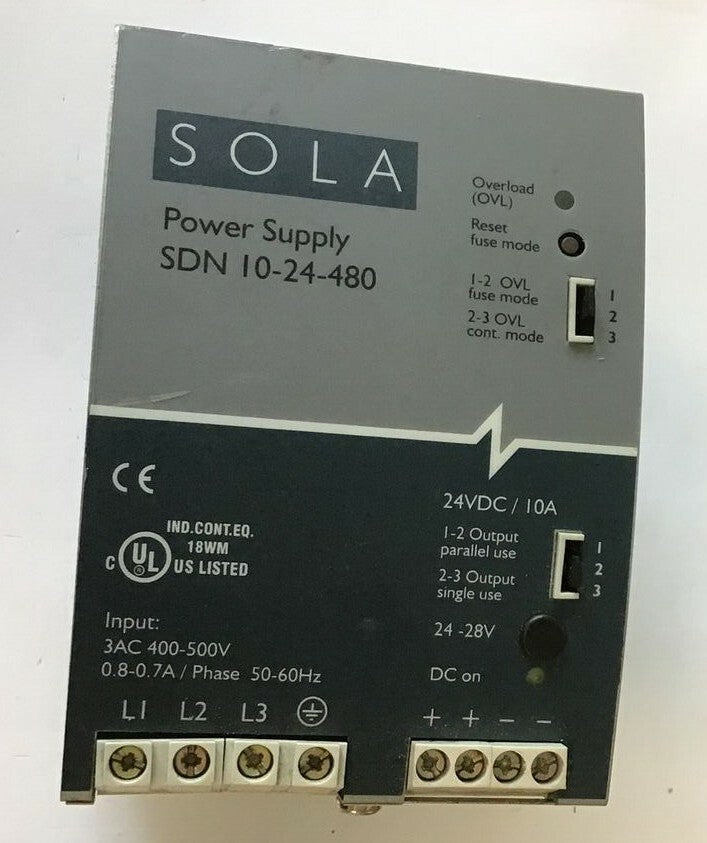 SOLA
Power Supply
SDN 10-24-480
Overload
(OVL)
Reset
fuse mode
1-2 OVL
fuse mode
2-3 OVL
cont. mode
1
2
3
CE
IND.CONT.EQ.
18WM
C UL US LISTED
Input:
3AC 400-500V
0.8-0.7A / Phase 50-60Hz
L1 L2 L3
24VDC / 10A
1-2 Output
parallel use
2-3 Output
single use
1
2
3
24 -28V
DC on
+ + − −